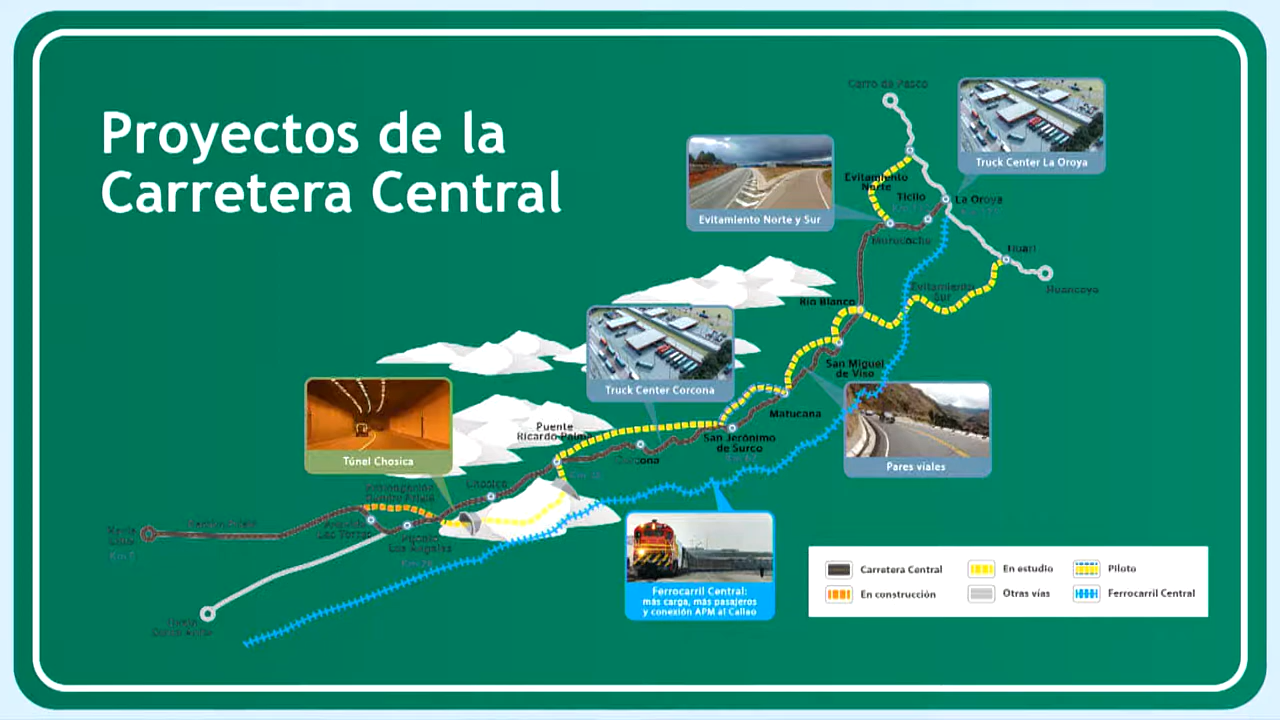 Proyectos de la
Carretera Central
Cerro de Pasco
Truck Center La Oroya
Evitamiento
Norte
Ticlio
La Oroya
Evitamiento Norte y Sur
Morococha
Huari
Huancayo
Evitamiento
Sur
Río Blanco
San Miguel
de Viso
Truck Center Corcona
Matucana
Puente
Ricardo Palma
San Jerónimo
de Surco
Corcona
Pares viales
Túnel Chosica
Chosica
Puente
Los Angeles
Ferrocarril Central:
más carga, más pasajeros
y conexión APM al Callao
Carretera Central
En estudio
Piloto
En construcción
Otras vías
Ferrocarril Central